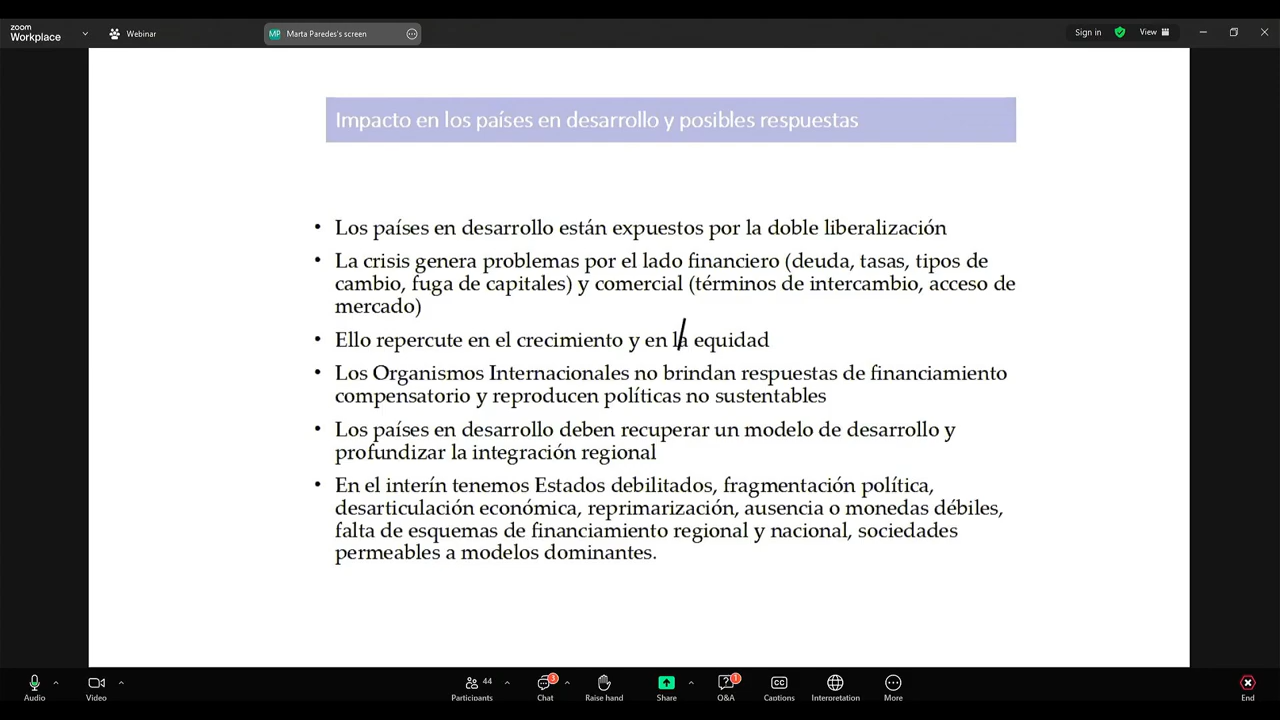 zoom
Workplace
Webinar
MP Marta Paredes's screen
Sign in
View
Impacto en los países en desarrollo y posibles respuestas
• Los países en desarrollo están expuestos por la doble liberalización
• La crisis genera problemas por el lado financiero (deuda, tasas, tipos de
cambio, fuga de capitales) y comercial (términos de intercambio, acceso de
mercado)
• Ello repercute en el crecimiento y en la equidad
• Los Organismos Internacionales no brindan respuestas de financiamiento
compensatorio y reproducen políticas no sustentables
• Los países en desarrollo deben recuperar un modelo de desarrollo y
profundizar la integración regional
• En el interín tenemos Estados debilitados, fragmentación política,
desarticulación económica, reprimarización, ausencia o monedas débiles,
falta de esquemas de financiamiento regional y nacional, sociedades
permeables a modelos dominantes.
44
3
1
Audio
Video
Participants
Chat
Raise hand
Share
Q&A
Captions
Interpretation
More
End